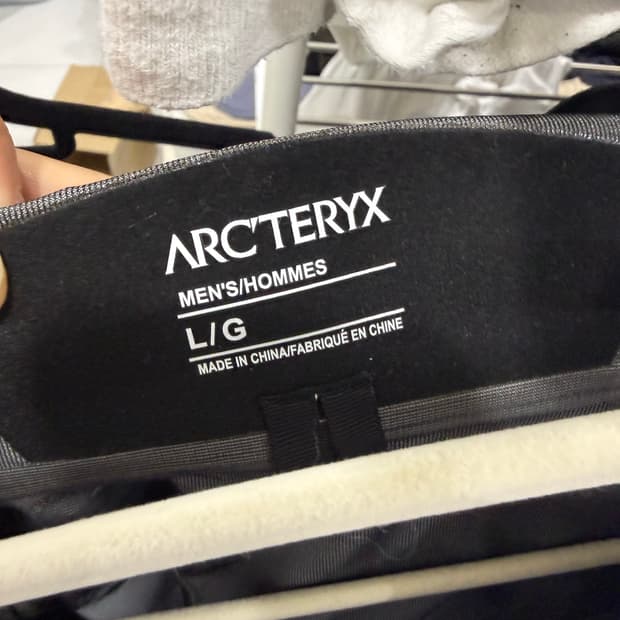 ARC'TERYX
MEN'S/HOMMES
L/G
MADE IN CHINA/FABRIQUÉ EN CHINE